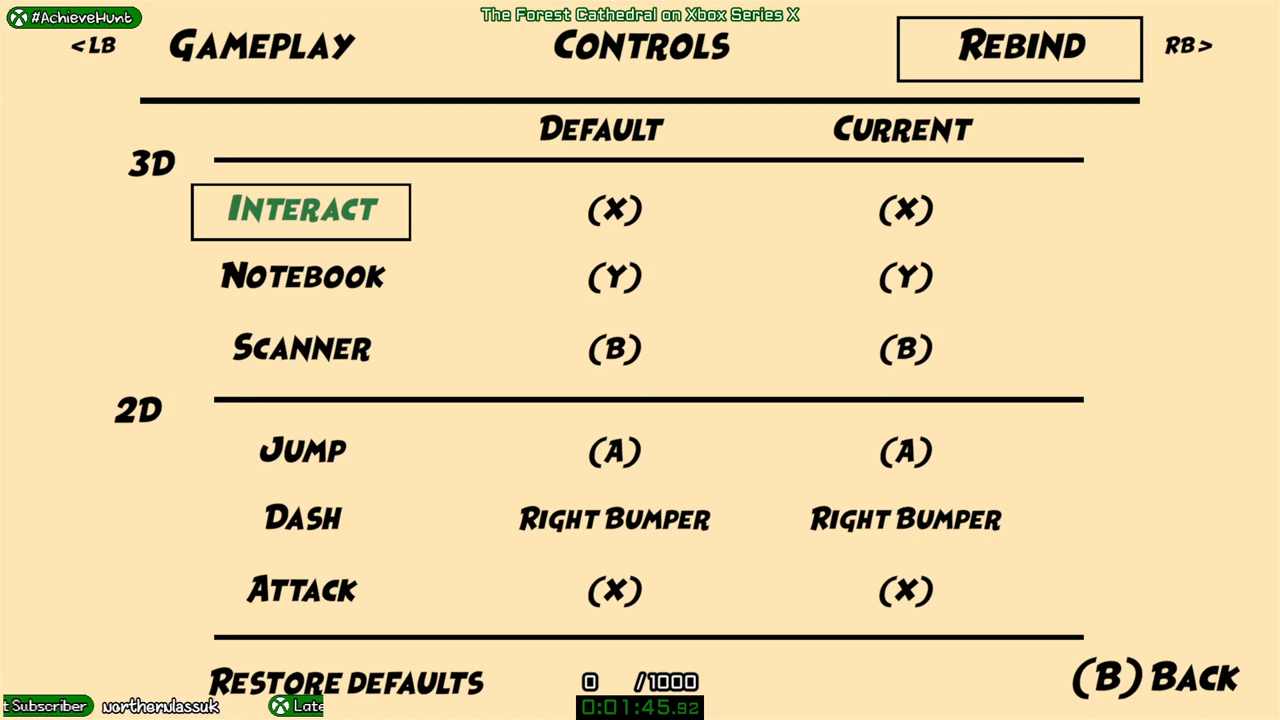 #AchieveHunt
The Forest Cathedral on Xbox Series X
<LB GAMEPLAY CONTROLS REBIND RB>
DEFAULT CURRENT
3D
INTERACT (X) (X)
NOTEBOOK (Y) (Y)
SCANNER (B) (B)
2D
JUMP (A) (A)
DASH RIGHT BUMPER RIGHT BUMPER
ATTACK (X) (X)
RESTORE DEFAULTS 0 /1000 (B) BACK
t Subscriber northernlassuk Late
0:01:45.92